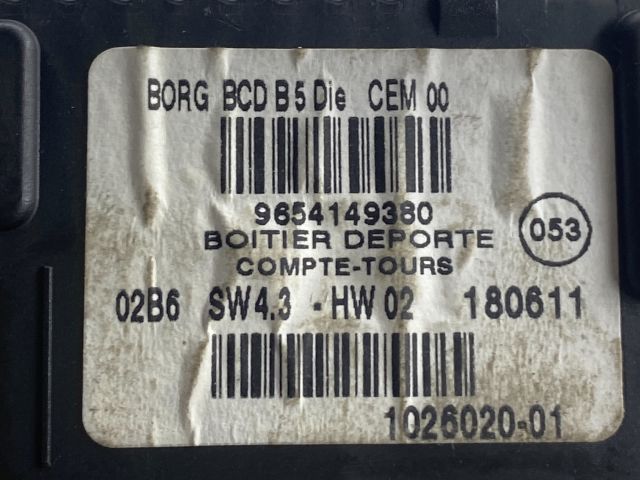 BORG BCD B5 Die CEM 00
9654149380
BOITIER DEPORTE
COMPTE-TOURS
053
02B6 SW4.3 - HW 02 180611
1026020-01